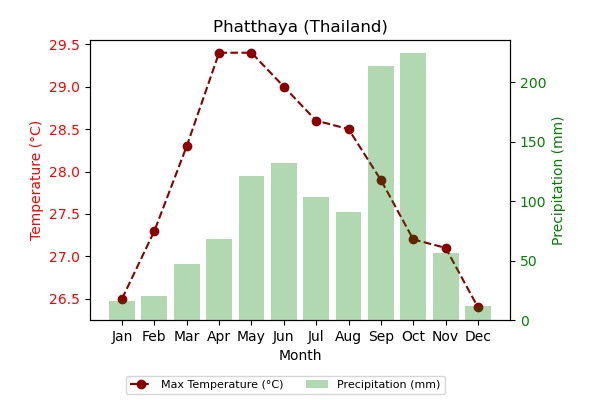 Phatthaya (Thailand)
29.5
29.0
28.5
28.0
27.5
27.0
26.5
Temperature (°C)
200
150
100
50
0
Precipitation (mm)
Jan Feb Mar Apr May Jun Jul Aug Sep Oct Nov Dec
Month
Max Temperature (°C) Precipitation (mm)